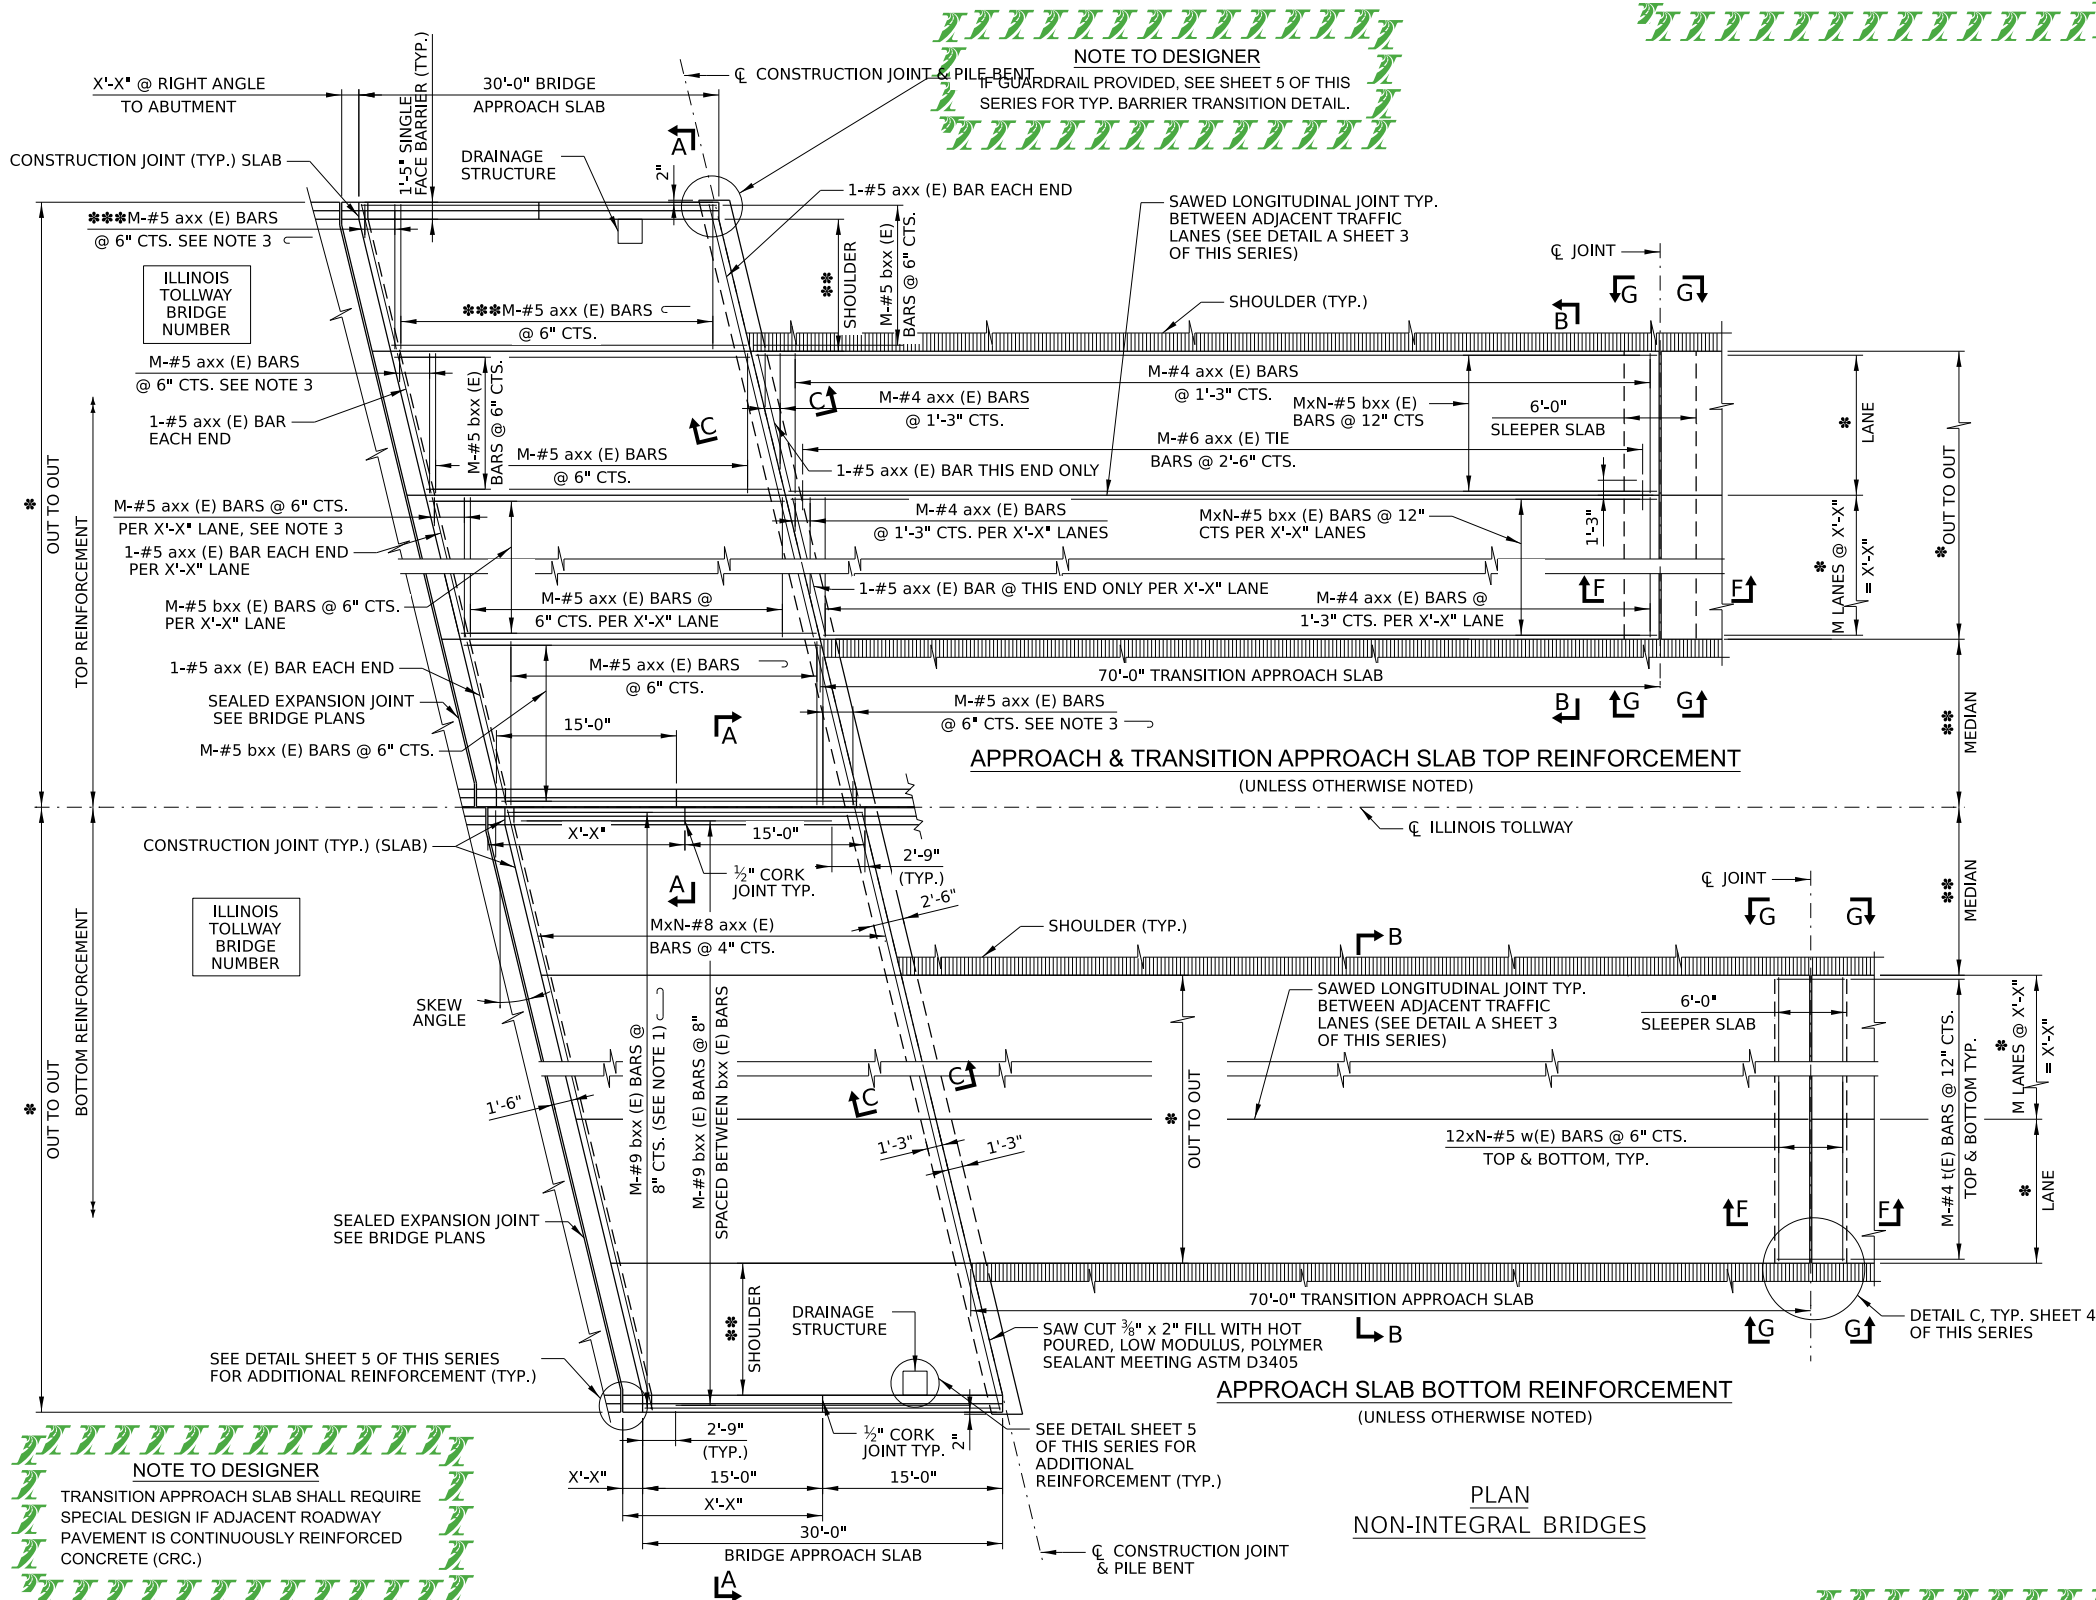 NOTE TO DESIGNER
IF GUARDRAIL PROVIDED, SEE SHEET 5 OF THIS
SERIES FOR TYP. BARRIER TRANSITION DETAIL.
X'-X" @ RIGHT ANGLE
TO ABUTMENT
1'-5" SINGLE
FACE BARRIER (TYP.)
30'-0" BRIDGE
APPROACH SLAB
℄ CONSTRUCTION JOINT & PILE BENT
A
CONSTRUCTION JOINT (TYP.) SLAB
DRAINAGE
STRUCTURE
2"
1-#5 axx (E) BAR EACH END
✽✽✽M-#5 axx (E) BARS
@ 6" CTS. SEE NOTE 3
SAWED LONGITUDINAL JOINT TYP.
BETWEEN ADJACENT TRAFFIC
LANES (SEE DETAIL A SHEET 3
OF THIS SERIES)
℄ JOINT
ILLINOIS
TOLLWAY
BRIDGE
NUMBER
✽✽
SHOULDER
M-#5 bxx (E)
BARS @ 6" CTS.
✽✽✽M-#5 axx (E) BARS
@ 6" CTS.
SHOULDER (TYP.)
B
G
G
M-#5 axx (E) BARS
@ 6" CTS. SEE NOTE 3
1-#5 axx (E) BAR
EACH END
M-#5 bxx (E)
BARS @ 6" CTS.
C
C
M-#5 axx (E) BARS
@ 6" CTS.
M-#4 axx (E) BARS
@ 1'-3" CTS.
M-#4 axx (E) BARS
@ 1'-3" CTS.
MxN-#5 bxx (E)
BARS @ 12" CTS
6'-0"
SLEEPER SLAB
✽
LANE
M-#6 axx (E) TIE
BARS @ 2'-6" CTS.
1-#5 axx (E) BAR THIS END ONLY
✽
OUT TO OUT
TOP REINFORCEMENT
M-#5 axx (E) BARS @ 6" CTS.
PER X'-X" LANE, SEE NOTE 3
1-#5 axx (E) BAR EACH END
PER X'-X" LANE
M-#4 axx (E) BARS
@ 1'-3" CTS. PER X'-X" LANES
MxN-#5 bxx (E) BARS @ 12"
CTS PER X'-X" LANES
1'-3"
✽
M LANES @ X'-X"
= X'-X"
✽OUT TO OUT
M-#5 bxx (E) BARS @ 6" CTS.
PER X'-X" LANE
M-#5 axx (E) BARS @
6" CTS. PER X'-X" LANE
1-#5 axx (E) BAR @ THIS END ONLY PER X'-X" LANE
M-#4 axx (E) BARS @
1'-3" CTS. PER X'-X" LANE
F
F
1-#5 axx (E) BAR EACH END
M-#5 axx (E) BARS
@ 6" CTS.
70'-0" TRANSITION APPROACH SLAB
SEALED EXPANSION JOINT
SEE BRIDGE PLANS
M-#5 axx (E) BARS
@ 6" CTS. SEE NOTE 3
B
G
G
✽✽
MEDIAN
M-#5 bxx (E) BARS @ 6" CTS.
15'-0"
A
APPROACH & TRANSITION APPROACH SLAB TOP REINFORCEMENT
(UNLESS OTHERWISE NOTED)
℄ ILLINOIS TOLLWAY
CONSTRUCTION JOINT (TYP.) (SLAB)
X'-X"
15'-0"
½" CORK
JOINT TYP.
2'-9"
(TYP.)
A
2'-6"
✽✽
MEDIAN
℄ JOINT
ILLINOIS
TOLLWAY
BRIDGE
NUMBER
MxN-#8 axx (E)
BARS @ 4" CTS.
SHOULDER (TYP.)
B
G
G
BOTTOM REINFORCEMENT
✽
OUT TO OUT
SKEW
ANGLE
M-#9 bxx (E) BARS @
8" CTS. (SEE NOTE 1)
M-#9 bxx (E) BARS @ 8"
SPACED BETWEEN bxx (E) BARS
SAWED LONGITUDINAL JOINT TYP.
BETWEEN ADJACENT TRAFFIC
LANES (SEE DETAIL A SHEET 3
OF THIS SERIES)
6'-0"
SLEEPER SLAB
M-#4 t(E) BARS @ 12" CTS.
TOP & BOTTOM TYP.
✽
M LANES @ X'-X"
= X'-X"
C
C
1'-6"
✽
OUT TO OUT
1'-3"
1'-3"
12xN-#5 w(E) BARS @ 6" CTS.
TOP & BOTTOM, TYP.
✽
LANE
F
F
SEALED EXPANSION JOINT
SEE BRIDGE PLANS
✽✽
SHOULDER
DRAINAGE
STRUCTURE
70'-0" TRANSITION APPROACH SLAB
SAW CUT ⅜" x 2" FILL WITH HOT
POURED, LOW MODULUS, POLYMER
SEALANT MEETING ASTM D3405
B
G
G
DETAIL C, TYP. SHEET 4
OF THIS SERIES
SEE DETAIL SHEET 5 OF THIS SERIES
FOR ADDITIONAL REINFORCEMENT (TYP.)
APPROACH SLAB BOTTOM REINFORCEMENT
(UNLESS OTHERWISE NOTED)
2'-9"
(TYP.)
½" CORK
JOINT TYP.
2"
SEE DETAIL SHEET 5
OF THIS SERIES FOR
ADDITIONAL
REINFORCEMENT (TYP.)
X'-X"
15'-0"
15'-0"
X'-X"
30'-0"
BRIDGE APPROACH SLAB
A
℄ CONSTRUCTION JOINT
& PILE BENT
PLAN
NON-INTEGRAL BRIDGES
NOTE TO DESIGNER
TRANSITION APPROACH SLAB SHALL REQUIRE
SPECIAL DESIGN IF ADJACENT ROADWAY
PAVEMENT IS CONTINUOUSLY REINFORCED
CONCRETE (CRC.)